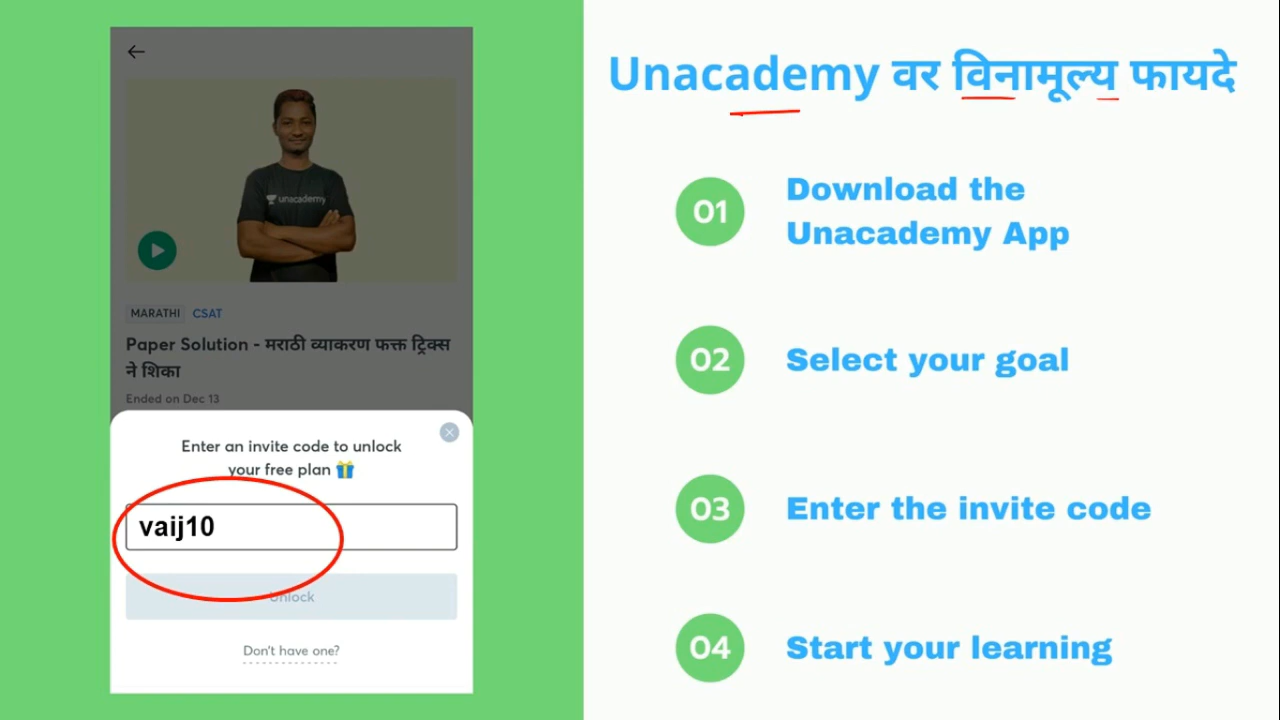 unacademy
MARATHI CSAT
Paper Solution - मराठी व्याकरण फक्त ट्रिक्स
ने शिका
Ended on Dec 13
Enter an invite code to unlock
your free plan
vaij10
Unlock
Don't have one?
Unacademy वर विनामूल्य फायदे
01
Download the
Unacademy App
02
Select your goal
03
Enter the invite code
04
Start your learning